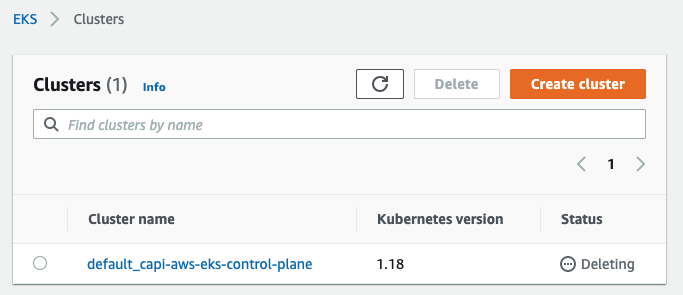 EKS > Clusters
Clusters (1) Info Delete Create cluster
Find clusters by name
1
Cluster name Kubernetes version Status
default_capi-aws-eks-control-plane 1.18 Deleting